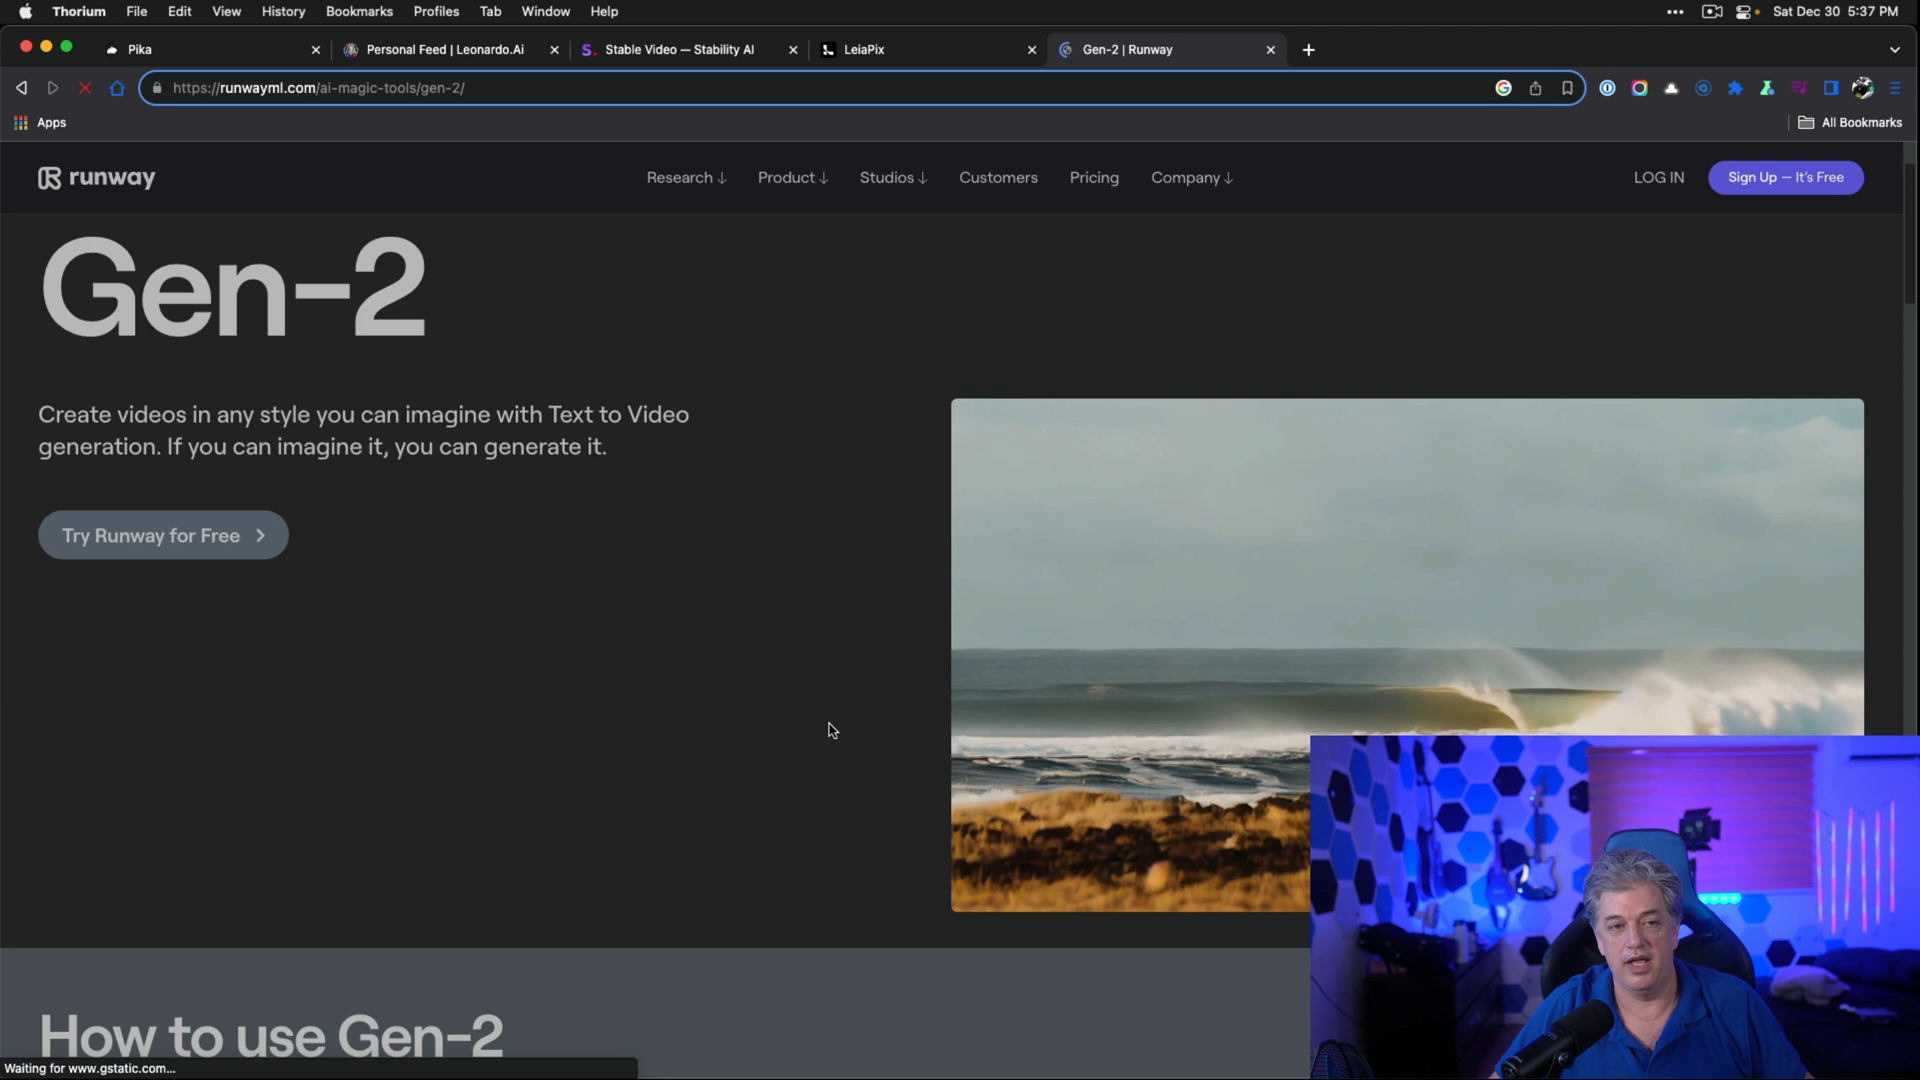 Thorium File Edit View History Bookmarks Profiles Tab Window Help Sat Dec 30 5:37 PM
Pika Personal Feed | Leonardo.Ai Stable Video — Stability AI LeiaPix Gen-2 | Runway
https://runwayml.com/ai-magic-tools/gen-2/
Apps All Bookmarks
runway Research ↓ Product ↓ Studios ↓ Customers Pricing Company ↓ LOG IN Sign Up — It's Free
Gen-2
Create videos in any style you can imagine with Text to Video
generation. If you can imagine it, you can generate it.
Try Runway for Free
How to use Gen-2
Waiting for www.gstatic.com...